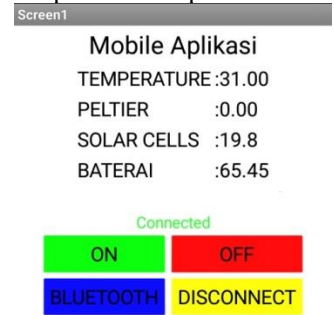 Screen1
Mobile Aplikasi
TEMPERATURE :31.00
PELTIER :0.00
SOLAR CELLS :19.8
BATERAI :65.45
Connected
ON OFF
BLUETOOTH DISCONNECT